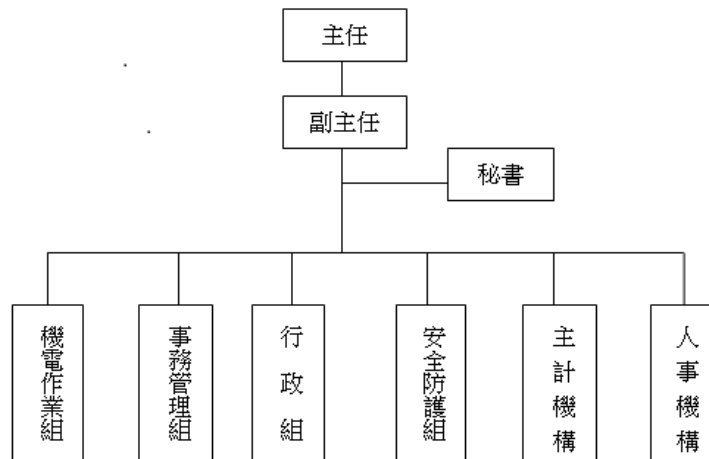 主任
副主任
秘書
機電作業組
事務管理組
行政組
安全防護組
主計機構
人事機構